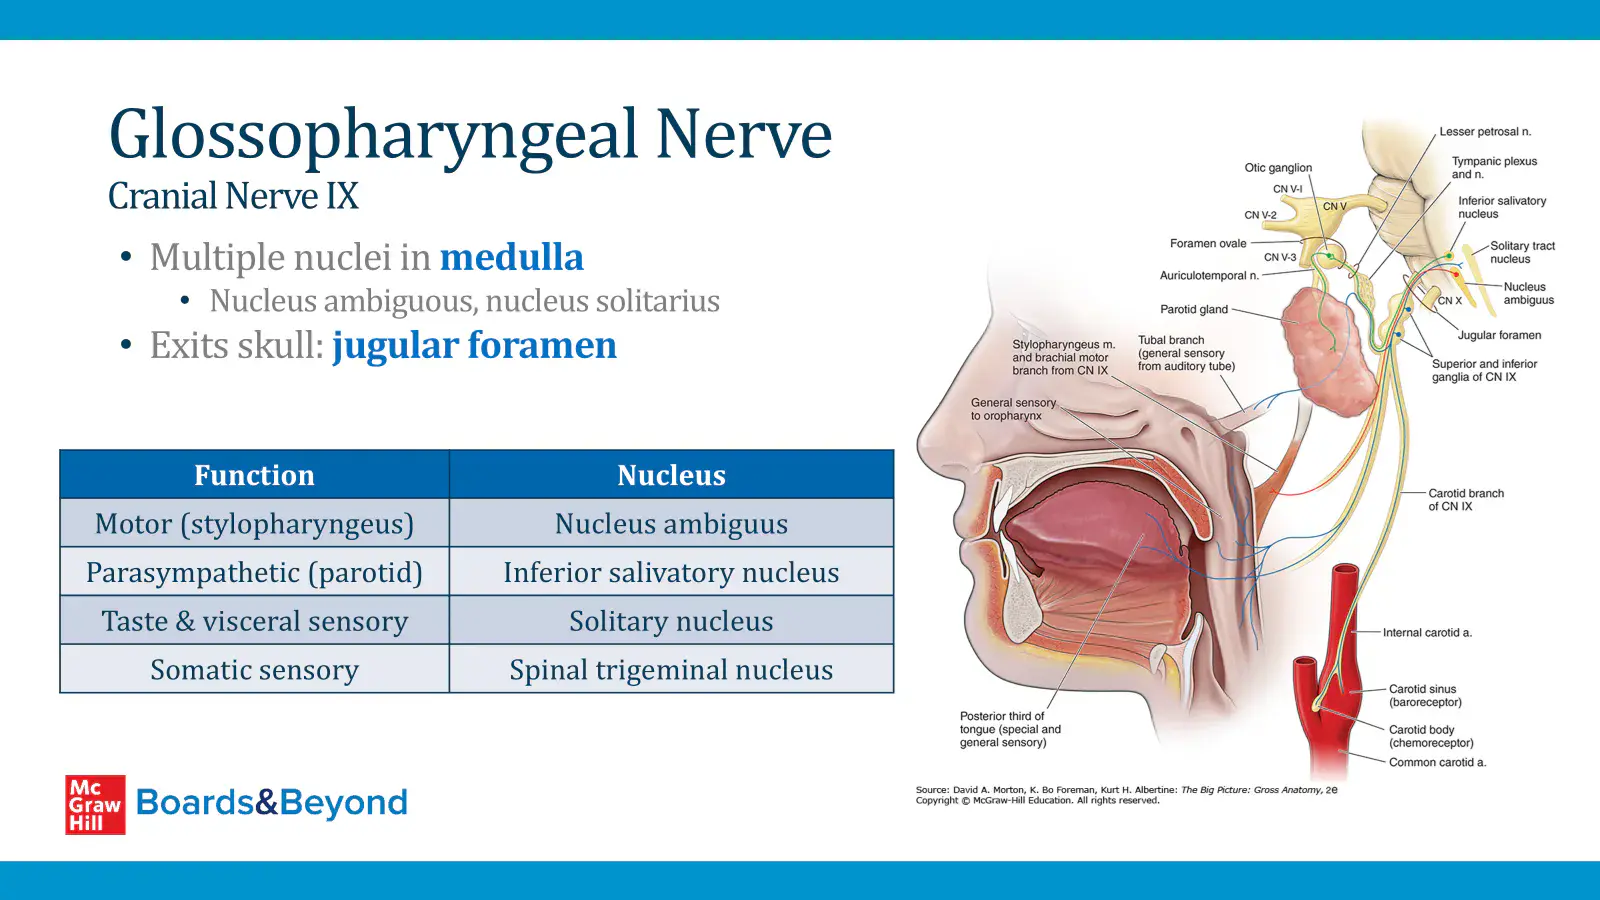 Glossopharyngeal Nerve
Cranial Nerve IX
• Multiple nuclei in medulla
• Nucleus ambiguous, nucleus solitarius
• Exits skull: jugular foramen
Function Nucleus
Motor (stylopharyngeus) Nucleus ambiguus
Parasympathetic (parotid) Inferior salivatory nucleus
Taste & visceral sensory Solitary nucleus
Somatic sensory Spinal trigeminal nucleus
Mc
Graw
Hill
Boards&Beyond
Lesser petrosal n.
Tympanic plexus
and n.
Otic ganglion
CN V-I
CN V
CN V-2
Inferior salivatory
nucleus
Foramen ovale
CN V-3
Solitary tract
nucleus
Auriculotemporal n.
Nucleus
ambiguus
CN X
Parotid gland
Jugular foramen
Stylopharyngeus m.
and brachial motor
branch from CN IX
Tubal branch
(general sensory
from auditory tube)
Superior and inferior
ganglia of CN IX
General sensory
to oropharynx
Carotid branch
of CN IX
Internal carotid a.
Carotid sinus
(baroreceptor)
Posterior third of
tongue (special and
general sensory)
Carotid body
(chemoreceptor)
Common carotid a.
Source: David A. Morton, K. Bo Foreman, Kurt H. Albertine: The Big Picture: Gross Anatomy, 2e
Copyright © McGraw-Hill Education. All rights reserved.